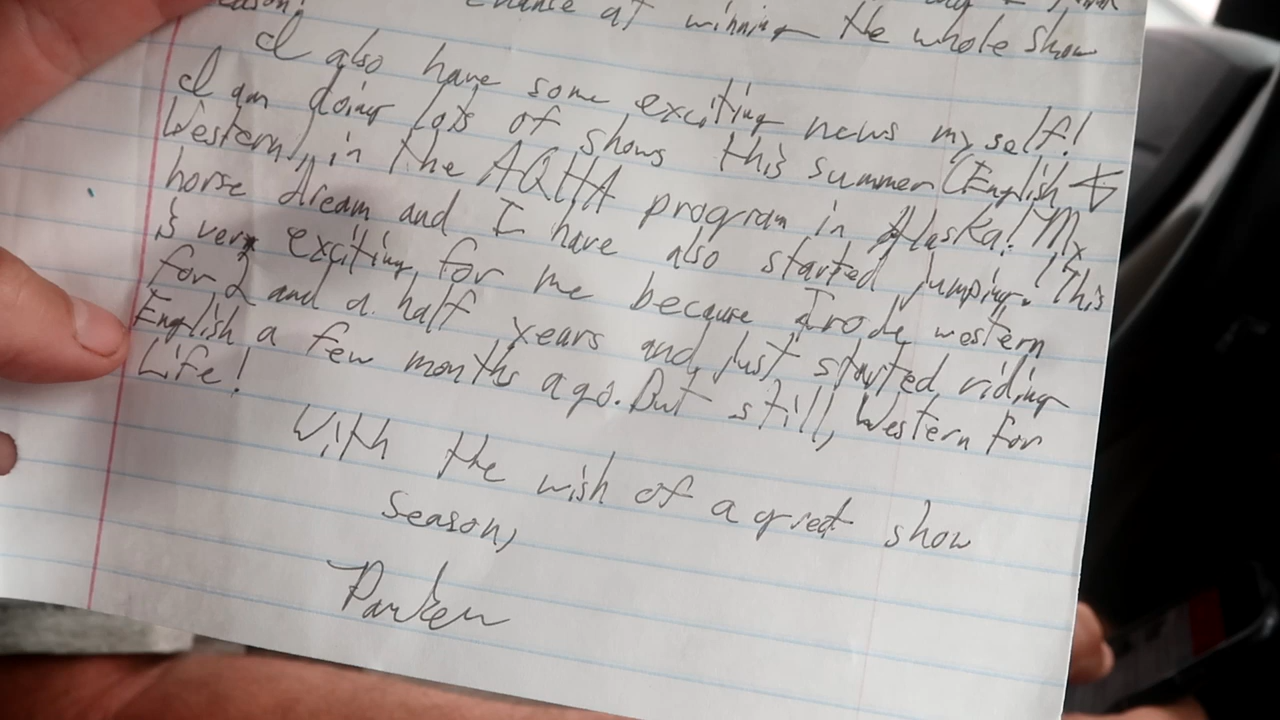 eason! chance at winning the whole show
I also have some exciting news myself!
I am doing lots of shows this summer (English &
Western) in the AQHA program in Alaska! My
horse dream and I have also started jumping. (This
is very exciting for me because I rode western
for 2 and a half years and just started riding
English a few months ago. But still, Western for
Life!
With the wish of a great show
season,
Parker